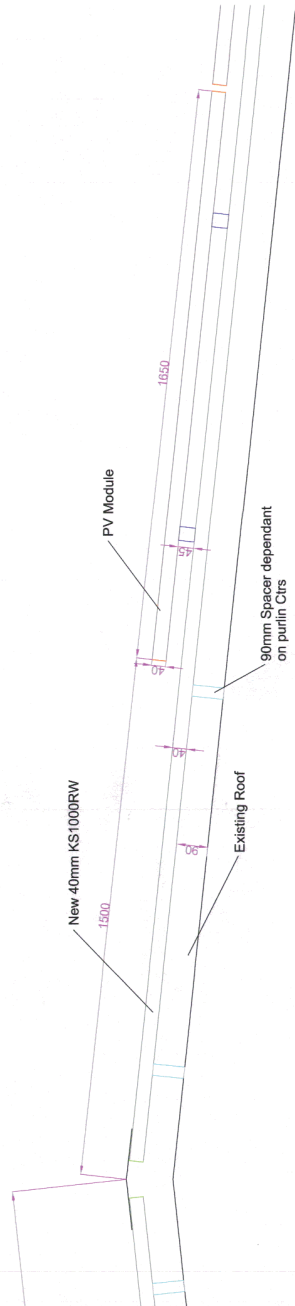 New 40mm KS1000RW
PV Module
1500
1650
40
45
40
90
Existing Roof
90mm Spacer dependant
on purlin Ctrs